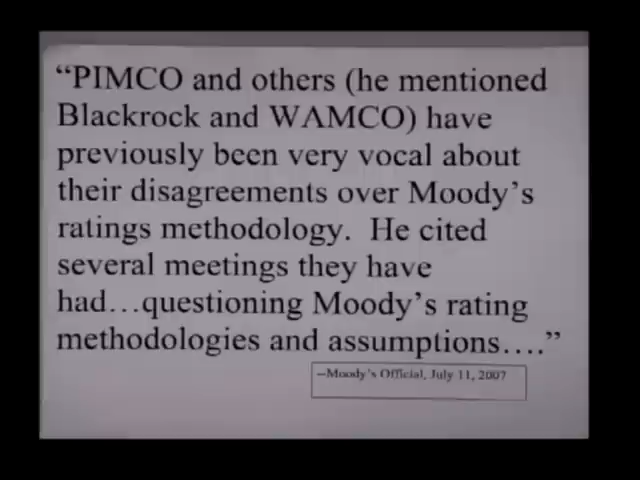 “PIMCO and others (he mentioned
Blackrock and WAMCO) have
previously been very vocal about
their disagreements over Moody’s
ratings methodology.  He cited
several meetings they have
had…questioning Moody’s rating
methodologies and assumptions….”
--Moody’s Official, July 11, 2007